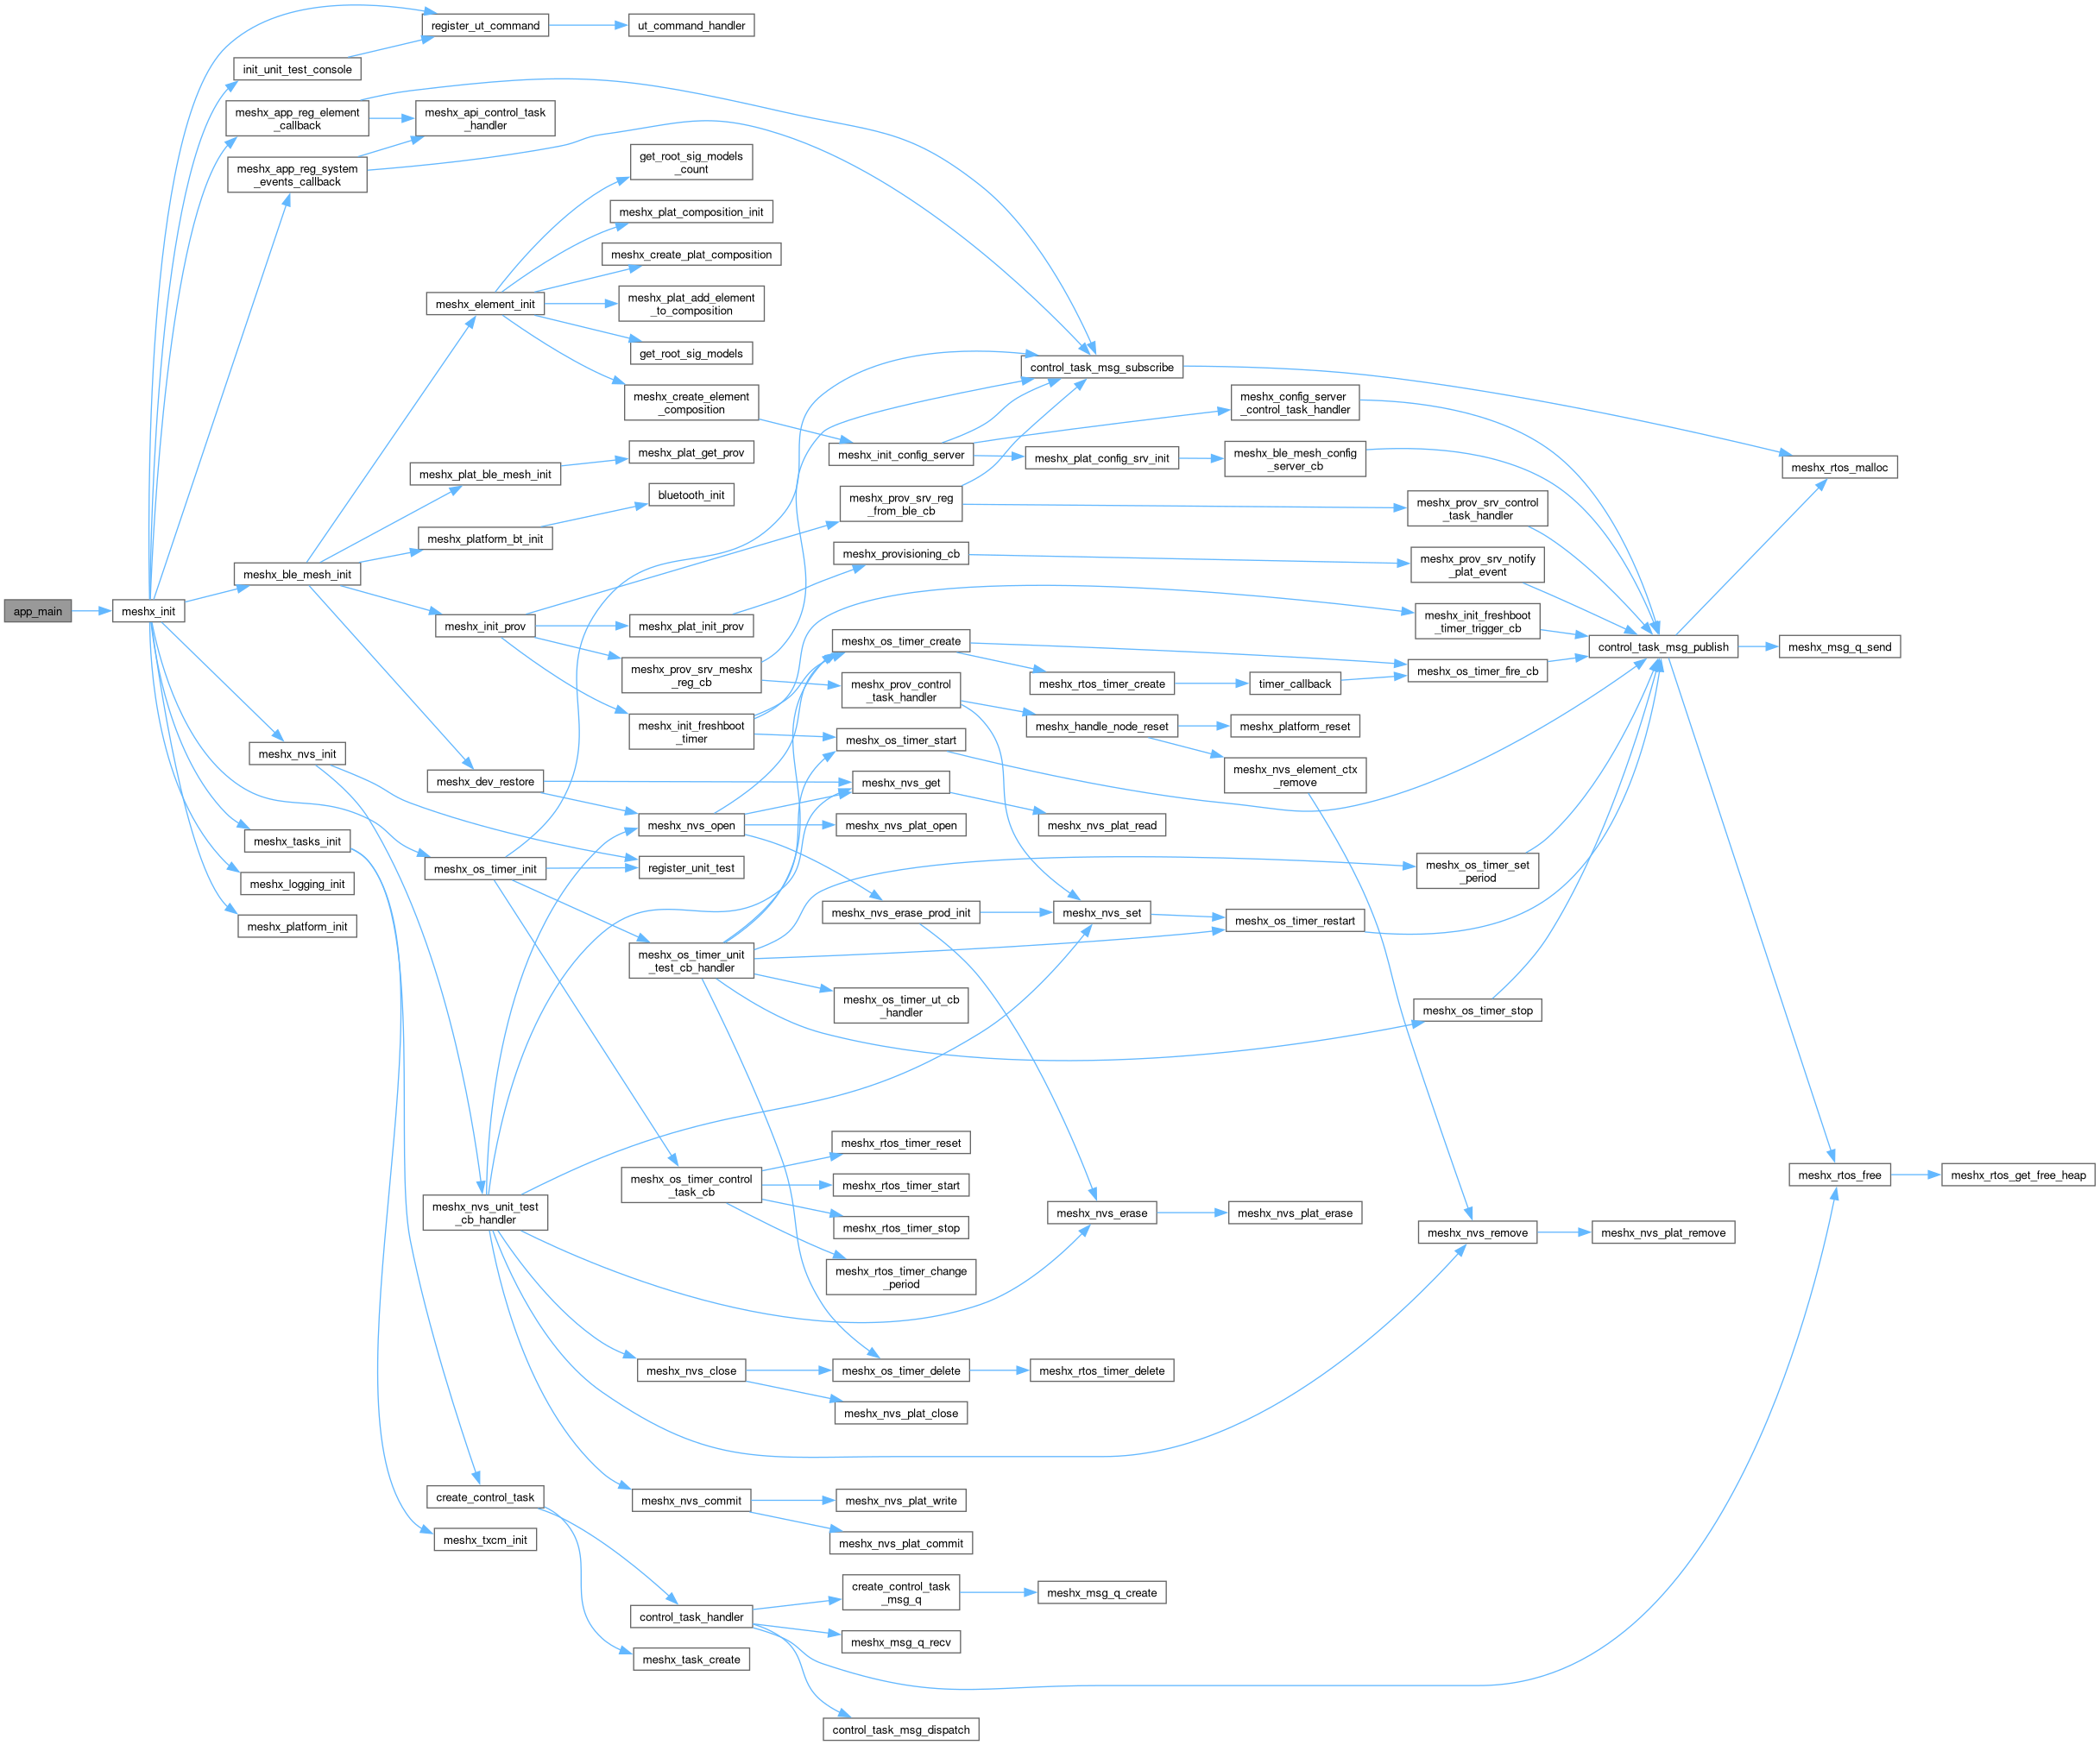 app_main
meshx_init
register_ut_command
ut_command_handler
init_unit_test_console
meshx_app_reg_element
_callback
meshx_api_control_task
_handler
meshx_app_reg_system
_events_callback
meshx_ble_mesh_init
meshx_nvs_init
meshx_tasks_init
meshx_logging_init
meshx_platform_init
meshx_element_init
meshx_plat_ble_mesh_init
meshx_platform_bt_init
meshx_init_prov
meshx_dev_restore
meshx_os_timer_init
meshx_nvs_unit_test
_cb_handler
create_control_task
meshx_txcm_init
get_root_sig_models
_count
meshx_plat_composition_init
meshx_create_plat_composition
meshx_plat_add_element
_to_composition
get_root_sig_models
meshx_create_element
_composition
meshx_plat_get_prov
bluetooth_init
meshx_plat_init_prov
meshx_prov_srv_meshx
_reg_cb
meshx_init_freshboot
_timer
meshx_nvs_open
register_unit_test
meshx_os_timer_unit
_test_cb_handler
meshx_os_timer_control
_task_cb
meshx_nvs_close
meshx_nvs_commit
control_task_handler
meshx_task_create
meshx_init_config_server
meshx_prov_srv_reg
_from_ble_cb
meshx_provisioning_cb
meshx_os_timer_create
meshx_prov_control
_task_handler
meshx_os_timer_start
meshx_nvs_get
meshx_nvs_plat_open
meshx_nvs_erase_prod_init
meshx_os_timer_ut_cb
_handler
meshx_rtos_timer_reset
meshx_rtos_timer_start
meshx_rtos_timer_stop
meshx_rtos_timer_change
_period
meshx_os_timer_delete
meshx_nvs_plat_close
meshx_nvs_plat_write
meshx_nvs_plat_commit
create_control_task
_msg_q
meshx_msg_q_recv
control_task_msg_dispatch
control_task_msg_subscribe
meshx_plat_config_srv_init
meshx_rtos_timer_create
meshx_handle_node_reset
meshx_nvs_plat_read
meshx_nvs_set
meshx_nvs_erase
meshx_rtos_timer_delete
meshx_msg_q_create
meshx_config_server
_control_task_handler
meshx_ble_mesh_config
_server_cb
timer_callback
meshx_platform_reset
meshx_nvs_element_ctx
_remove
meshx_os_timer_restart
meshx_nvs_plat_erase
meshx_prov_srv_control
_task_handler
meshx_prov_srv_notify
_plat_event
meshx_init_freshboot
_timer_trigger_cb
meshx_os_timer_fire_cb
meshx_os_timer_set
_period
meshx_os_timer_stop
meshx_nvs_remove
control_task_msg_publish
meshx_nvs_plat_remove
meshx_rtos_malloc
meshx_msg_q_send
meshx_rtos_free
meshx_rtos_get_free_heap